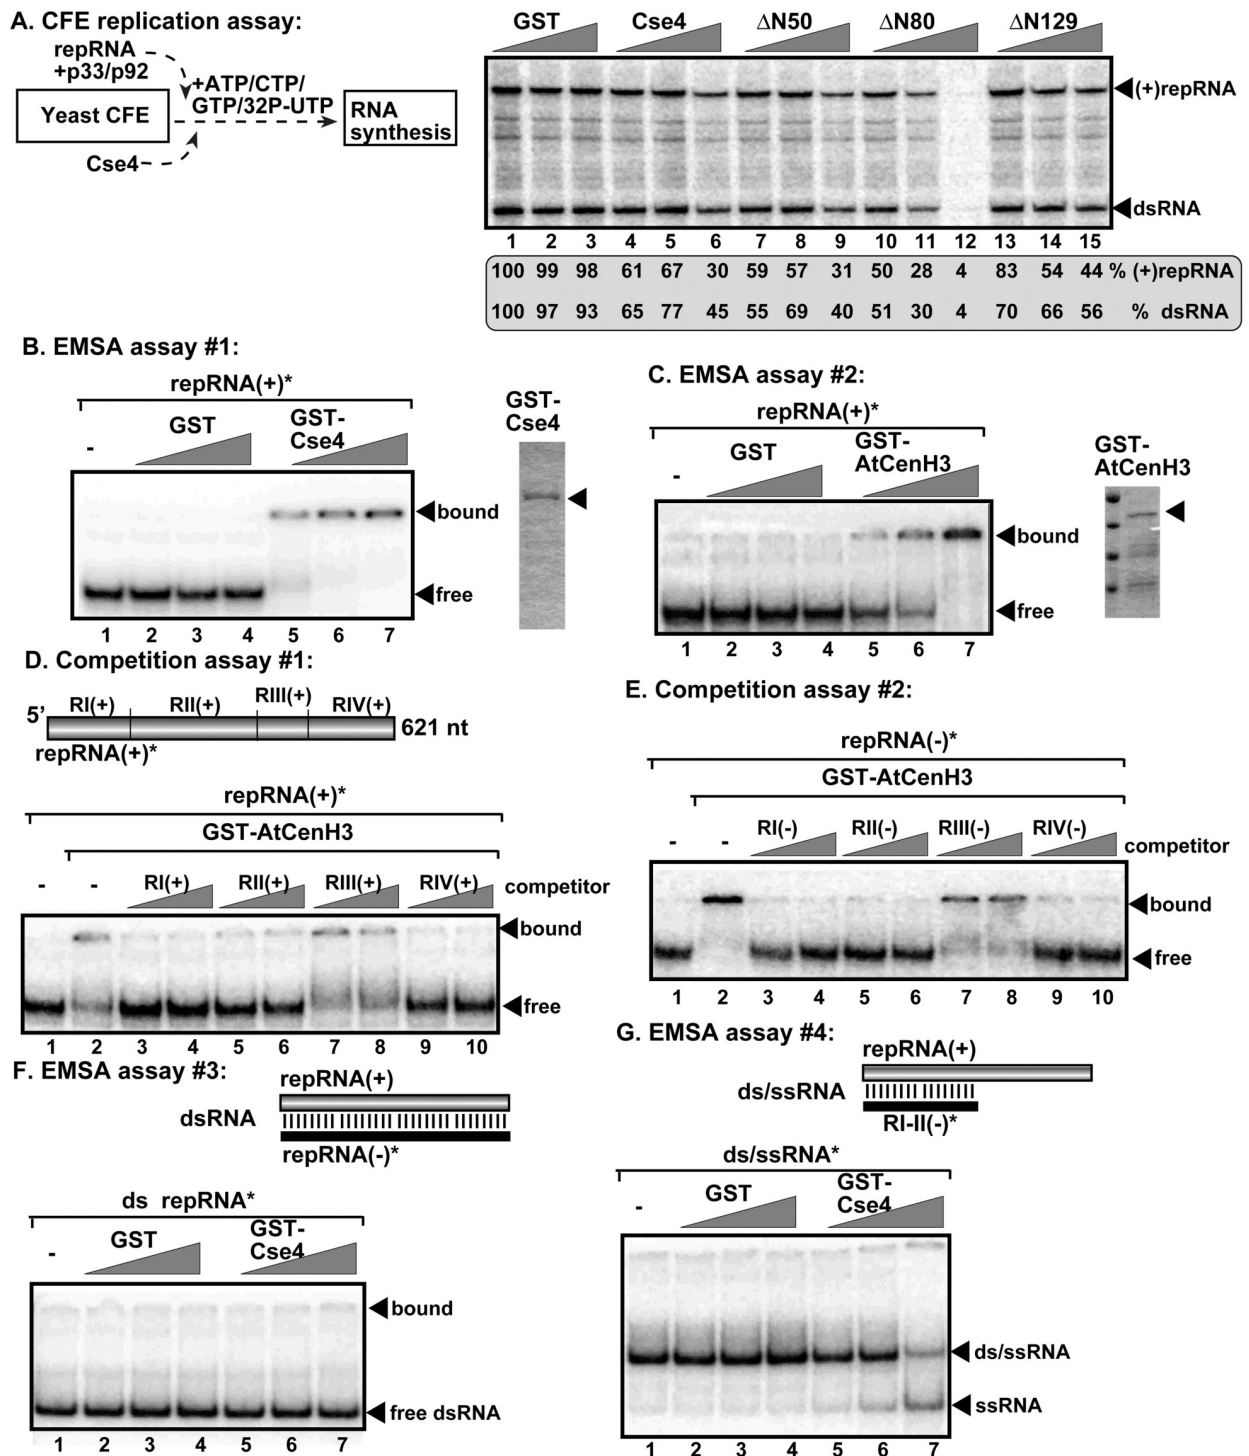 A. CFE replication assay:
repRNA
+p33/p92
+ATP/CTP/
GTP/32P-UTP
Yeast CFE
RNA
synthesis
Cse4
GST Cse4 ΔN50 ΔN80 ΔN129
(+)repRNA
dsRNA
1 2 3 4 5 6 7 8 9 10 11 12 13 14 15
100 99 98 61 67 30 59 57 31 50 28 4 83 54 44 % (+)repRNA
100 97 93 65 77 45 55 69 40 51 30 4 70 66 56 % dsRNA
B. EMSA assay #1:
repRNA(+)*
- GST GST-
Cse4
bound
free
1 2 3 4 5 6 7
GST-
Cse4
C. EMSA assay #2:
repRNA(+)*
- GST GST-
AtCenH3
bound
free
1 2 3 4 5 6 7
GST-
AtCenH3
D. Competition assay #1:
5’ RI(+) RII(+) RIII(+) RIV(+) 621 nt
repRNA(+)*
repRNA(+)*
GST-AtCenH3
- - RI(+) RII(+) RIII(+) RIV(+) competitor
bound
free
1 2 3 4 5 6 7 8 9 10
E. Competition assay #2:
repRNA(-)*
GST-AtCenH3
- - RI(-) RII(-) RIII(-) RIV(-) competitor
bound
free
1 2 3 4 5 6 7 8 9 10
F. EMSA assay #3:
repRNA(+)
dsRNA
repRNA(-)*
ds repRNA*
- GST GST-
Cse4
bound
free dsRNA
1 2 3 4 5 6 7
G. EMSA assay #4:
repRNA(+)
ds/ssRNA
RI-II(-)*
ds/ssRNA*
- GST GST-
Cse4
ds/ssRNA
ssRNA
1 2 3 4 5 6 7